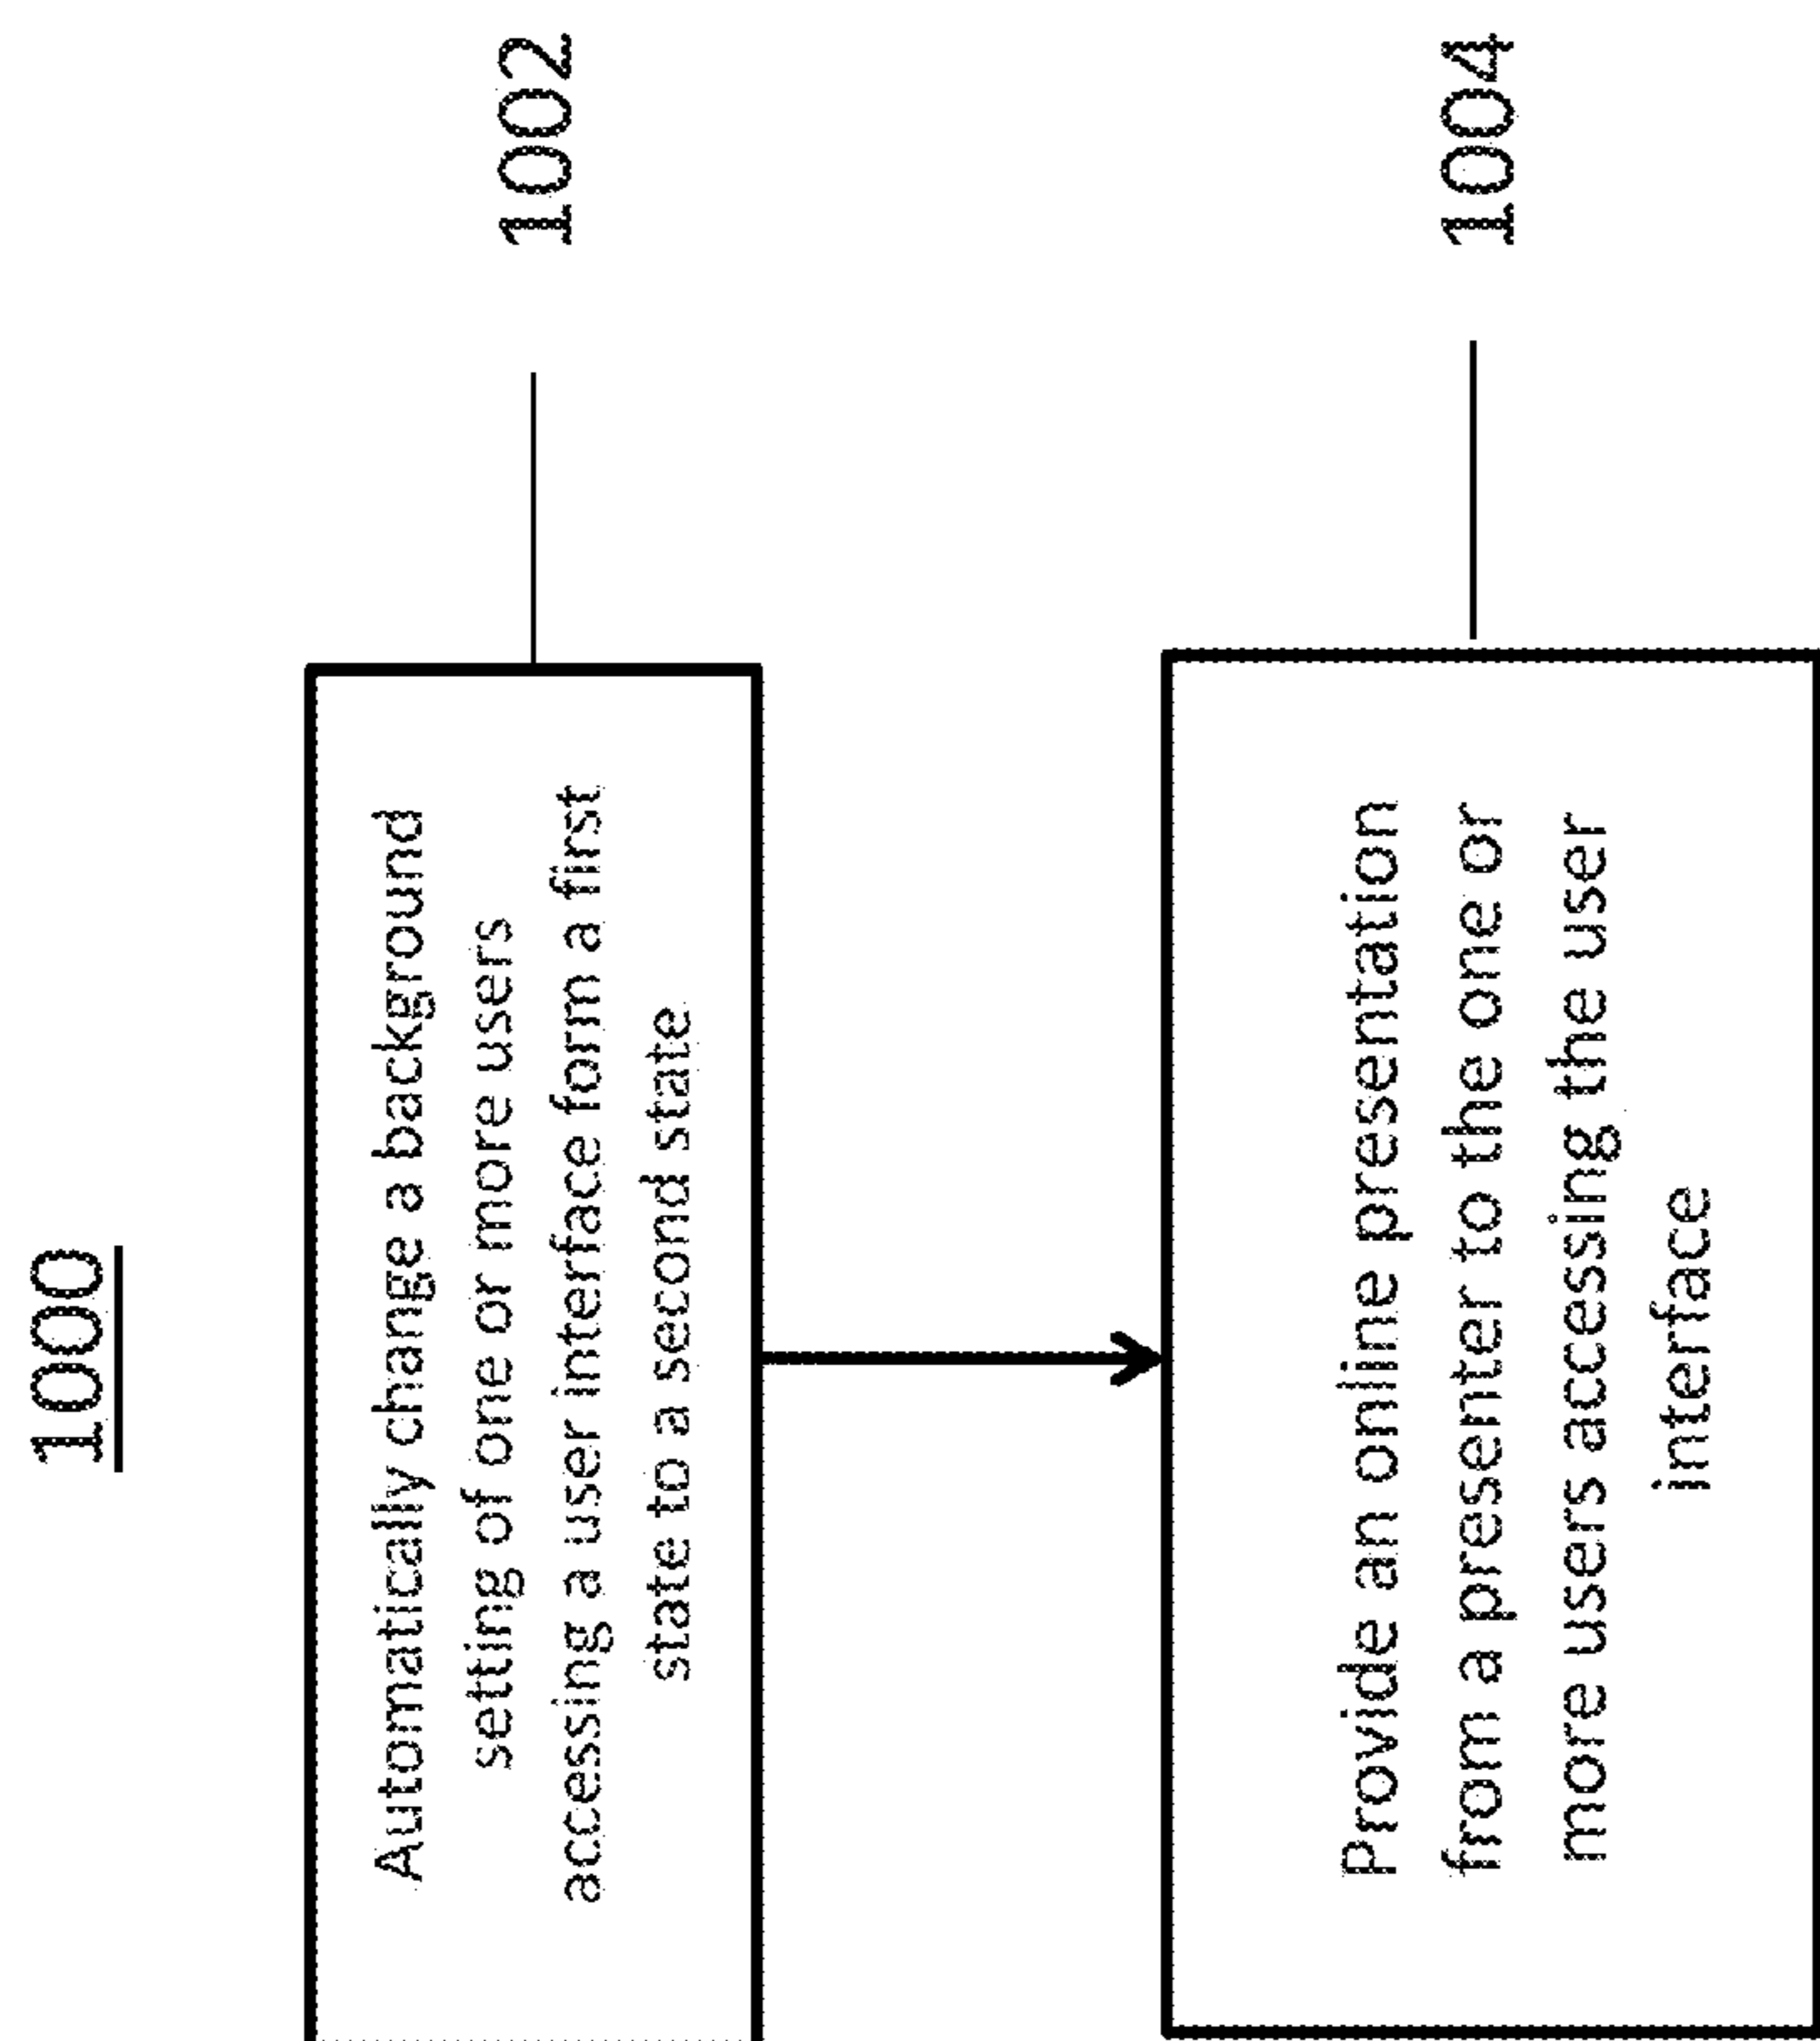 1000
Automatically change a background
setting of one or more users
accessing a user interface form a first
state to a second state
1002
Provide an online presentation
from a presenter to the one or
more users accessing the user
interface
1004